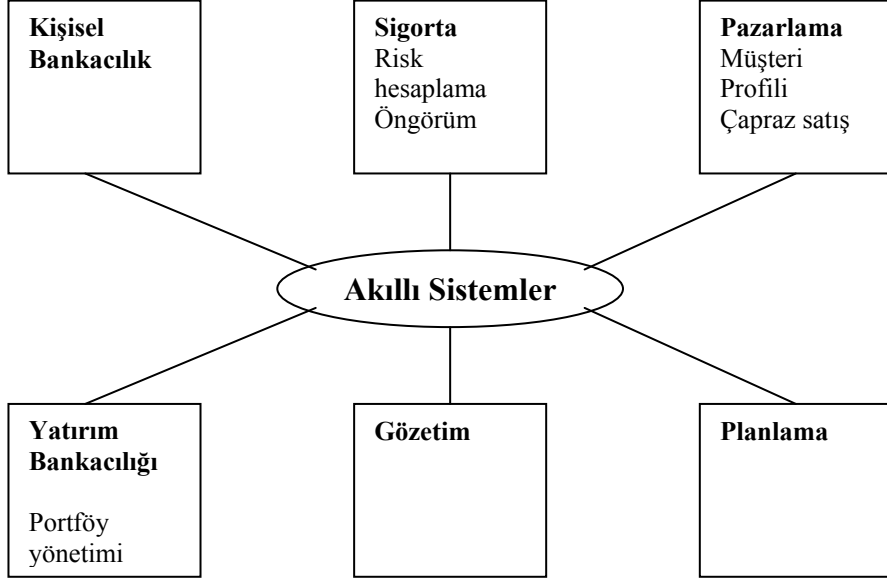 Kişisel
Bankacılık
Sigorta
Risk
hesaplama
Öngörüm
Pazarlama
Müşteri
Profili
Çapraz satış
Akıllı Sistemler
Yatırım
Bankacılığı
Portföy
yönetimi
Gözetim
Planlama